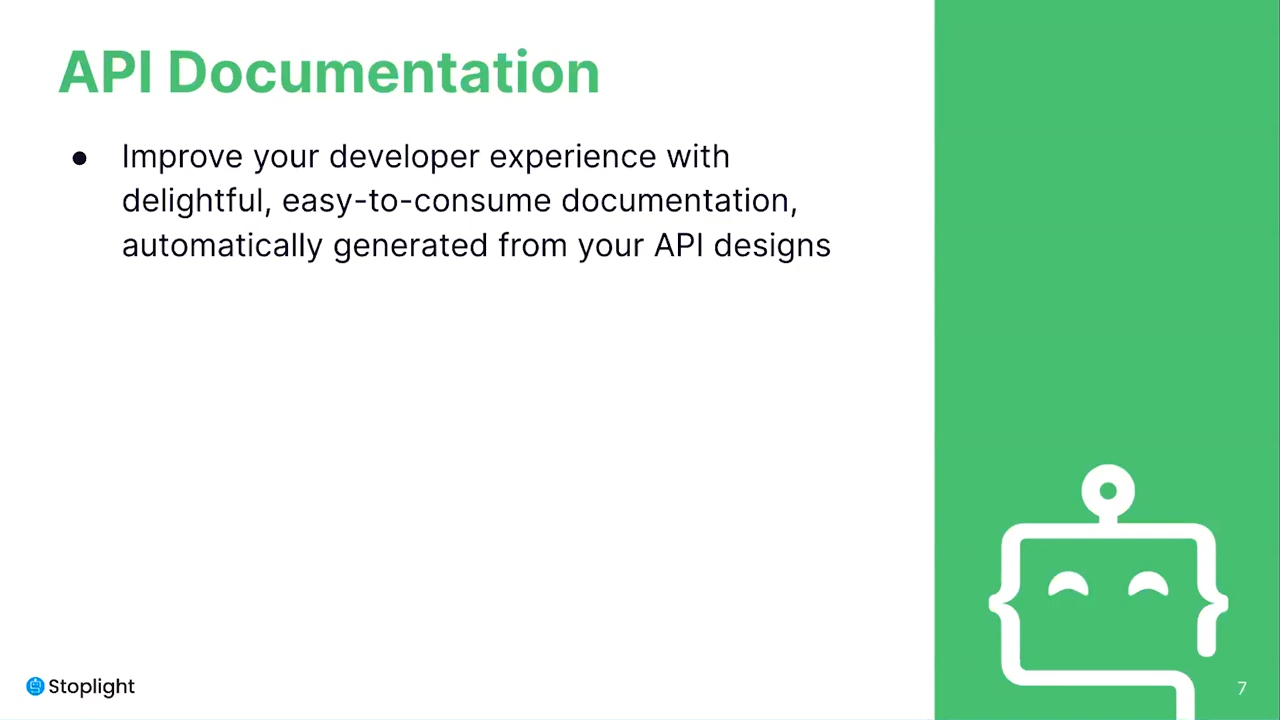 API Documentation
● Improve your developer experience with
delightful, easy-to-consume documentation,
automatically generated from your API designs
Stoplight
7